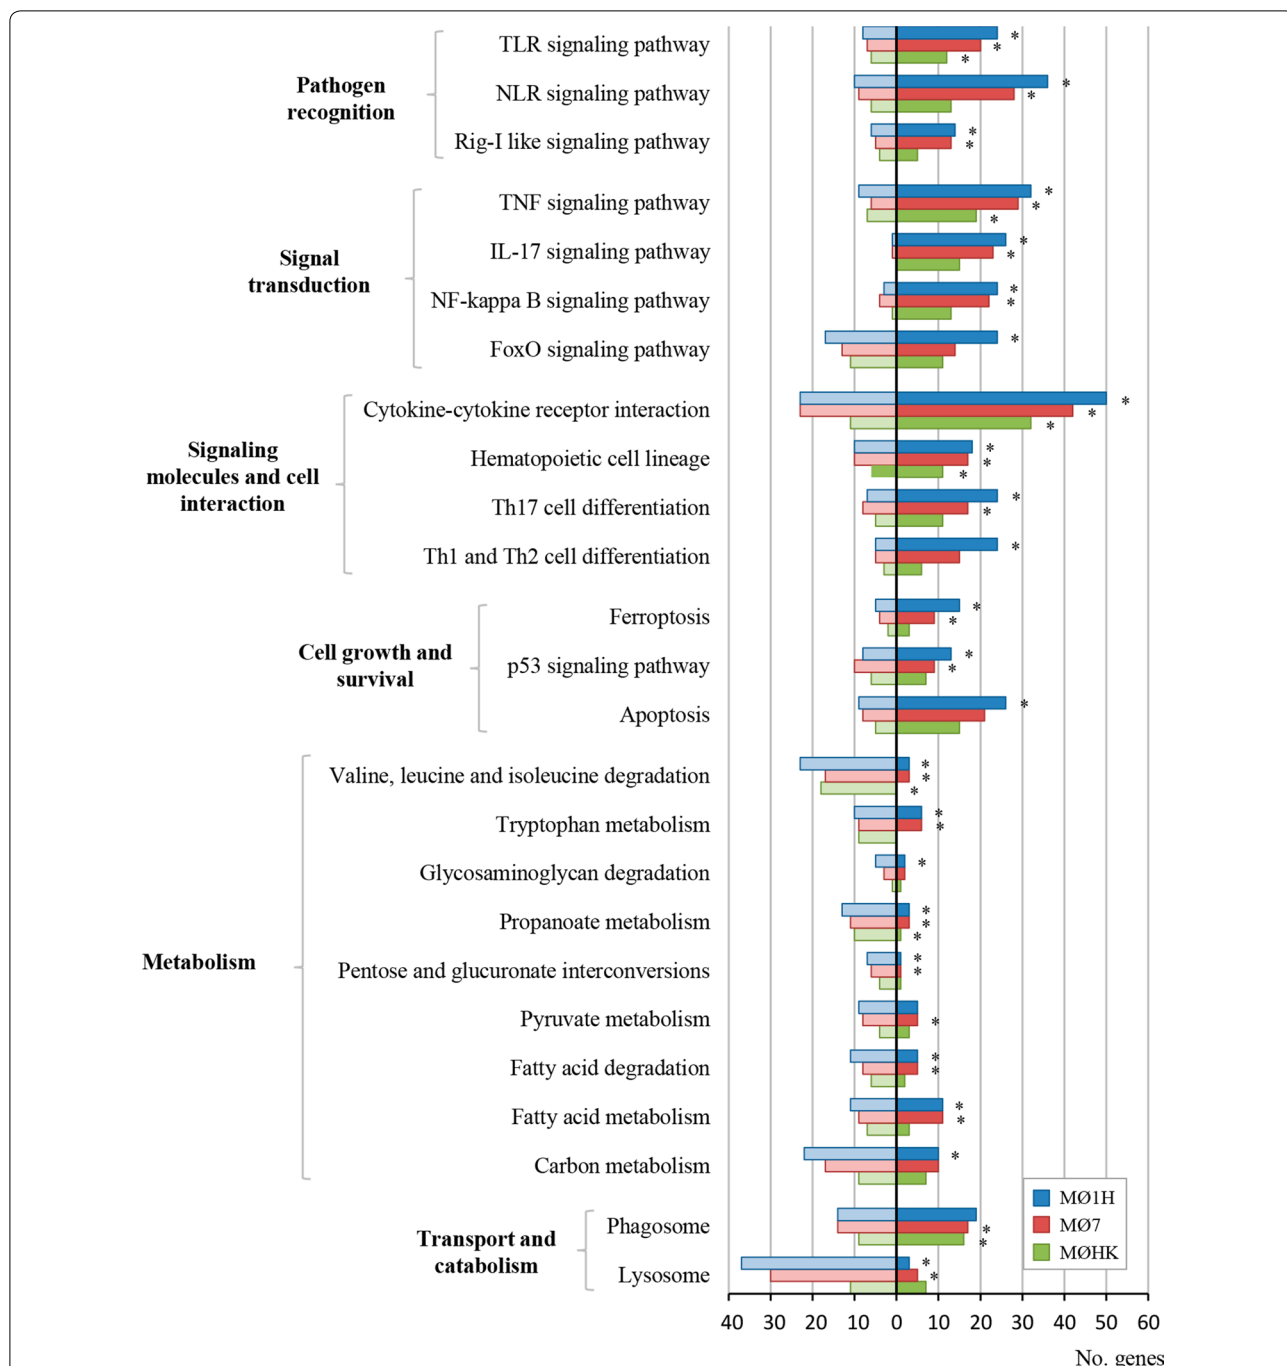 TLR signaling pathway
*
*
*
Pathogen
recognition
NLR signaling pathway
*
*
Rig-I like signaling pathway
*
*
TNF signaling pathway
*
*
*
Signal
transduction
IL-17 signaling pathway
*
*
NF-kappa B signaling pathway
*
*
FoxO signaling pathway
*
Cytokine-cytokine receptor interaction
*
*
*
Signaling
molecules and cell
interaction
Hematopoietic cell lineage
*
*
*
Th17 cell differentiation
*
*
Th1 and Th2 cell differentiation
*
Ferroptosis
*
*
Cell growth and
survival
p53 signaling pathway
*
*
Apoptosis
*
Valine, leucine and isoleucine degradation
*
*
*
Tryptophan metabolism
*
*
Glycosaminoglycan degradation
*
Propanoate metabolism
*
*
*
Metabolism
Pentose and glucuronate interconversions
*
*
Pyruvate metabolism
*
Fatty acid degradation
*
*
Fatty acid metabolism
*
*
Carbon metabolism
*
Transport and
catabolism
Phagosome
*
*
Lysosome
*
*
MØ1H
MØ7
MØHK
40 30 20 10 0 10 20 30 40 50 60
No. genes